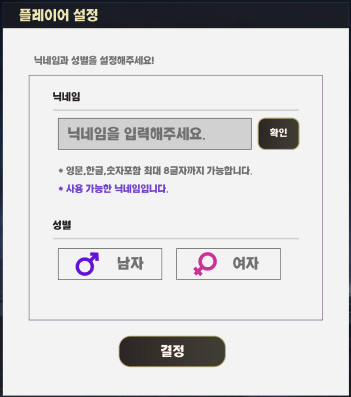 플레이어 설정
닉네임과 성별을 설정해주세요!
닉네임
닉네임을 입력해주세요.
확인
* 영문,한글,숫자포함 최대 8글자까지 가능합니다.
* 사용 가능한 닉네임입니다.
성별
남자
여자
결정